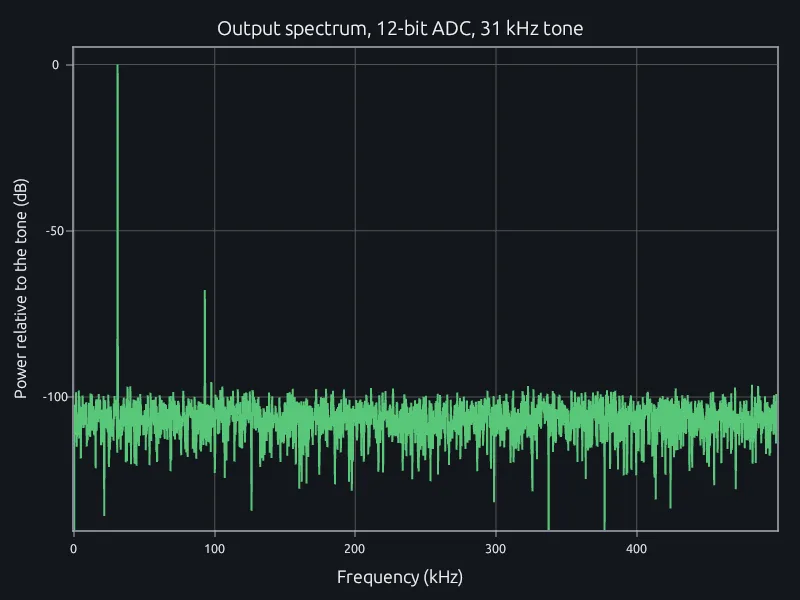 Output spectrum, 12-bit ADC, 31 kHz tone
Power relative to the tone (dB)
0
-50
-100
0
100
200
300
400
Frequency (kHz)